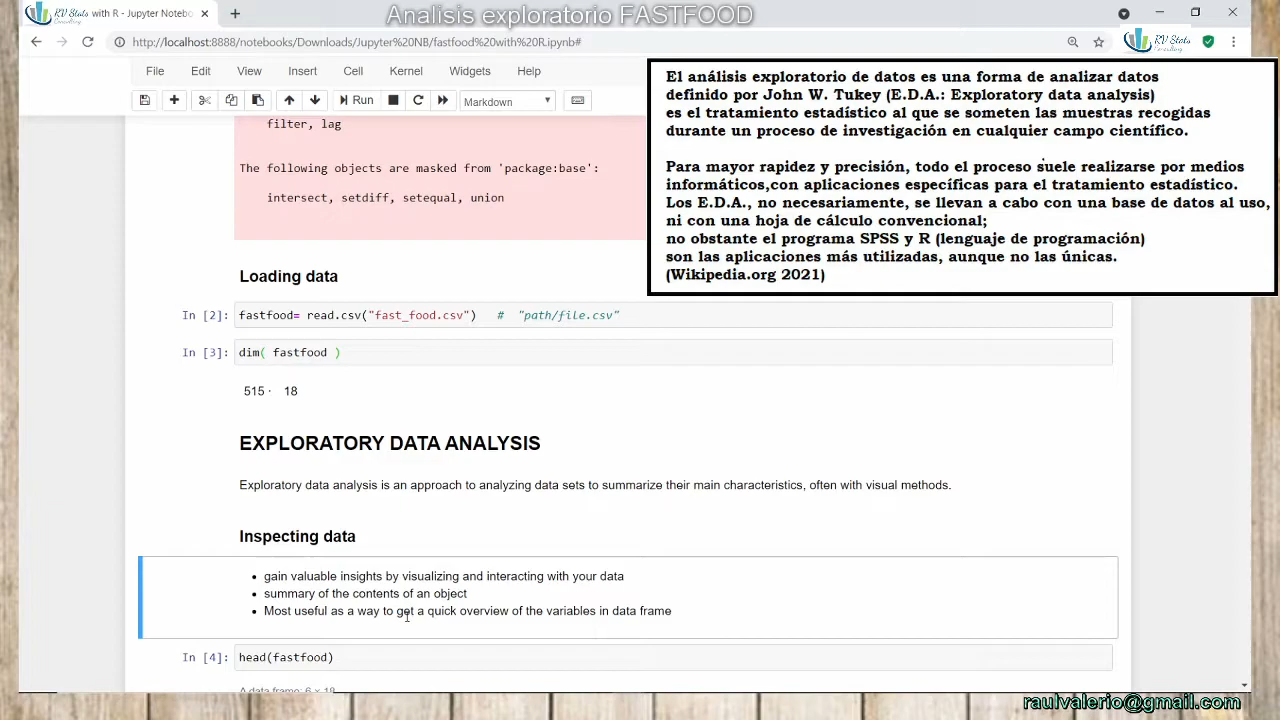 Analisis exploratorio FASTFOOD
with R - Jupyter Notebo
http://localhost:8888/notebooks/Downloads/Jupyter%20NB/fastfood%20with%20R.ipynb#
RV Stats
Consulting
File Edit View Insert Cell Kernel Widgets Help
Run
Markdown
El análisis exploratorio de datos es una forma de analizar datos
definido por John W. Tukey (E.D.A.: Exploratory data analysis)
es el tratamiento estadístico al que se someten las muestras recogidas
durante un proceso de investigación en cualquier campo científico.
Para mayor rapidez y precisión, todo el proceso suele realizarse por medios
informáticos,con aplicaciones específicas para el tratamiento estadístico.
Los E.D.A., no necesariamente, se llevan a cabo con una base de datos al uso,
ni con una hoja de cálculo convencional;
no obstante el programa SPSS y R (lenguaje de programación)
son las aplicaciones más utilizadas, aunque no las únicas.
(Wikipedia.org 2021)
filter, lag
The following objects are masked from 'package:base':
intersect, setdiff, setequal, union
Loading data
In [2]: fastfood= read.csv("fast_food.csv") # "path/file.csv"
In [3]: dim( fastfood )
515 · 18
EXPLORATORY DATA ANALYSIS
Exploratory data analysis is an approach to analyzing data sets to summarize their main characteristics, often with visual methods.
Inspecting data
• gain valuable insights by visualizing and interacting with your data
• summary of the contents of an object
• Most useful as a way to get a quick overview of the variables in data frame
In [4]: head(fastfood)
A data frame: 6 × 18
raulvalerio@gmail.com